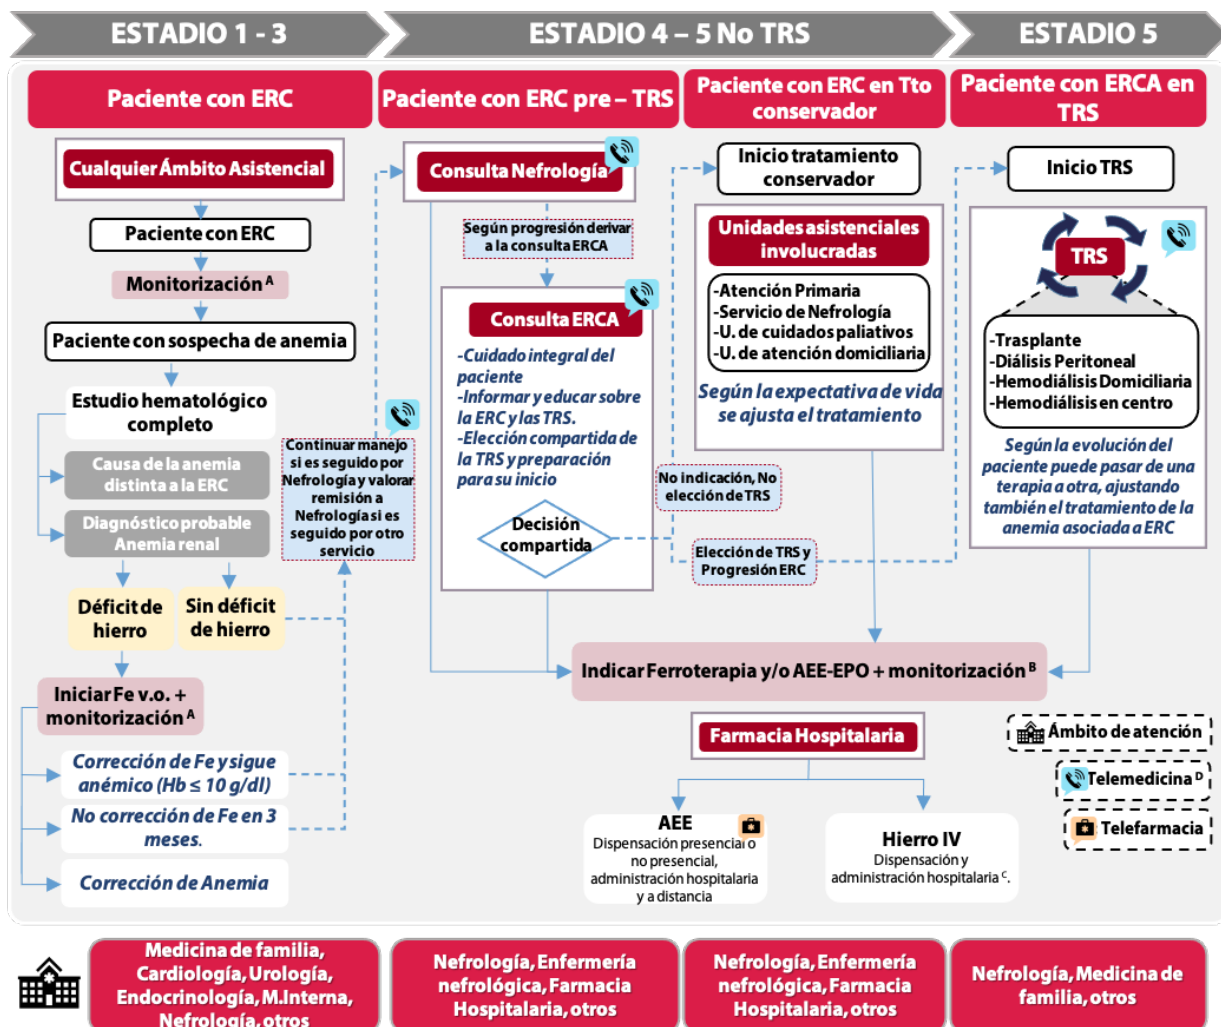 ESTADIO 1 - 3
ESTADIO 4 – 5 No TRS
ESTADIO 5
Paciente con ERC
Cualquier Ámbito Asistencial
Paciente con ERC
Monitorización A
Paciente con sospecha de anemia
Estudio hematológico
completo
Causa de la anemia
distinta a la ERC
Diagnóstico probable
Anemia renal
Déficit de
hierro
Sin déficit
de hierro
Iniciar Fe v.o. +
monitorización A
Corrección de Fe y sigue
anémico (Hb ≤ 10 g/dl)
No corrección de Fe en 3
meses.
Corrección de Anemia
Continuar manejo
si es seguido por
Nefrología y valorar
remisión a
Nefrología si es
seguido por otro
servicio
Paciente con ERC pre – TRS
Consulta Nefrología
Según progresión derivar
a la consulta ERCA
Consulta ERCA
-Cuidado integral del
paciente
-Informar y educar sobre
la ERC y las TRS.
-Elección compartida de
la TRS y preparación
para su inicio
Decisión
compartida
No indicación, No
elección de TRS
Elección de TRS y
Progresión ERC
Paciente con ERC en Tto
conservador
Inicio tratamiento
conservador
Unidades asistenciales
involucradas
-Atención Primaria
-Servicio de Nefrología
-U. de cuidados paliativos
-U. de atención domiciliaria
Según la expectativa de vida
se ajusta el tratamiento
Paciente con ERCA en
TRS
Inicio TRS
TRS
-Trasplante
-Diálisis Peritoneal
-Hemodiálisis Domiciliaria
-Hemodiálisis en centro
Según la evolución del
paciente puede pasar de una
terapia a otra, ajustando
también el tratamiento de la
anemia asociada a ERC
Indicar Ferroterapia y/o AEE-EPO + monitorización B
Farmacia Hospitalaria
AEE
Dispensación presencial o
no presencial,
administración hospitalaria
y a distancia
Hierro IV
Dispensación y
administración hospitalaria C.
Ámbito de atención
Telemedicina D
Telefarmacia
Medicina de familia,
Cardiología, Urología,
Endocrinología, M.Interna,
Nefrología, otros
Nefrología, Enfermería
nefrológica, Farmacia
Hospitalaria, otros
Nefrología, Enfermería
nefrológica, Farmacia
Hospitalaria, otros
Nefrología, Medicina de
familia, otros